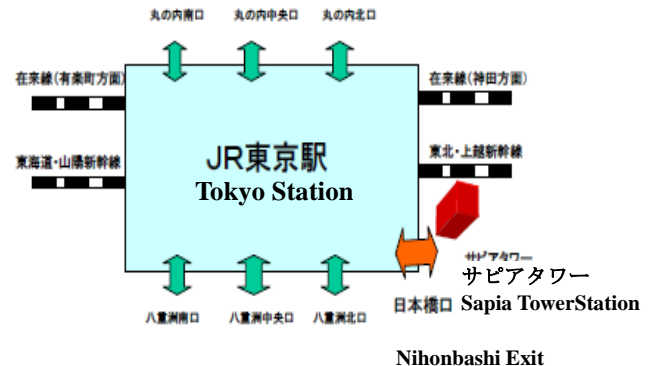 丸の内南口 丸の内中央口 丸の内北口
在来線(有楽町方面) 在来線(神田方面)
JR東京駅
東海道・山陽新幹線 東北・上越新幹線
Tokyo Station
サピアタワー
サピアタワー
日本橋口 Sapia TowerStation
八重洲南口 八重洲中央口 八重洲北口
Nihonbashi Exit